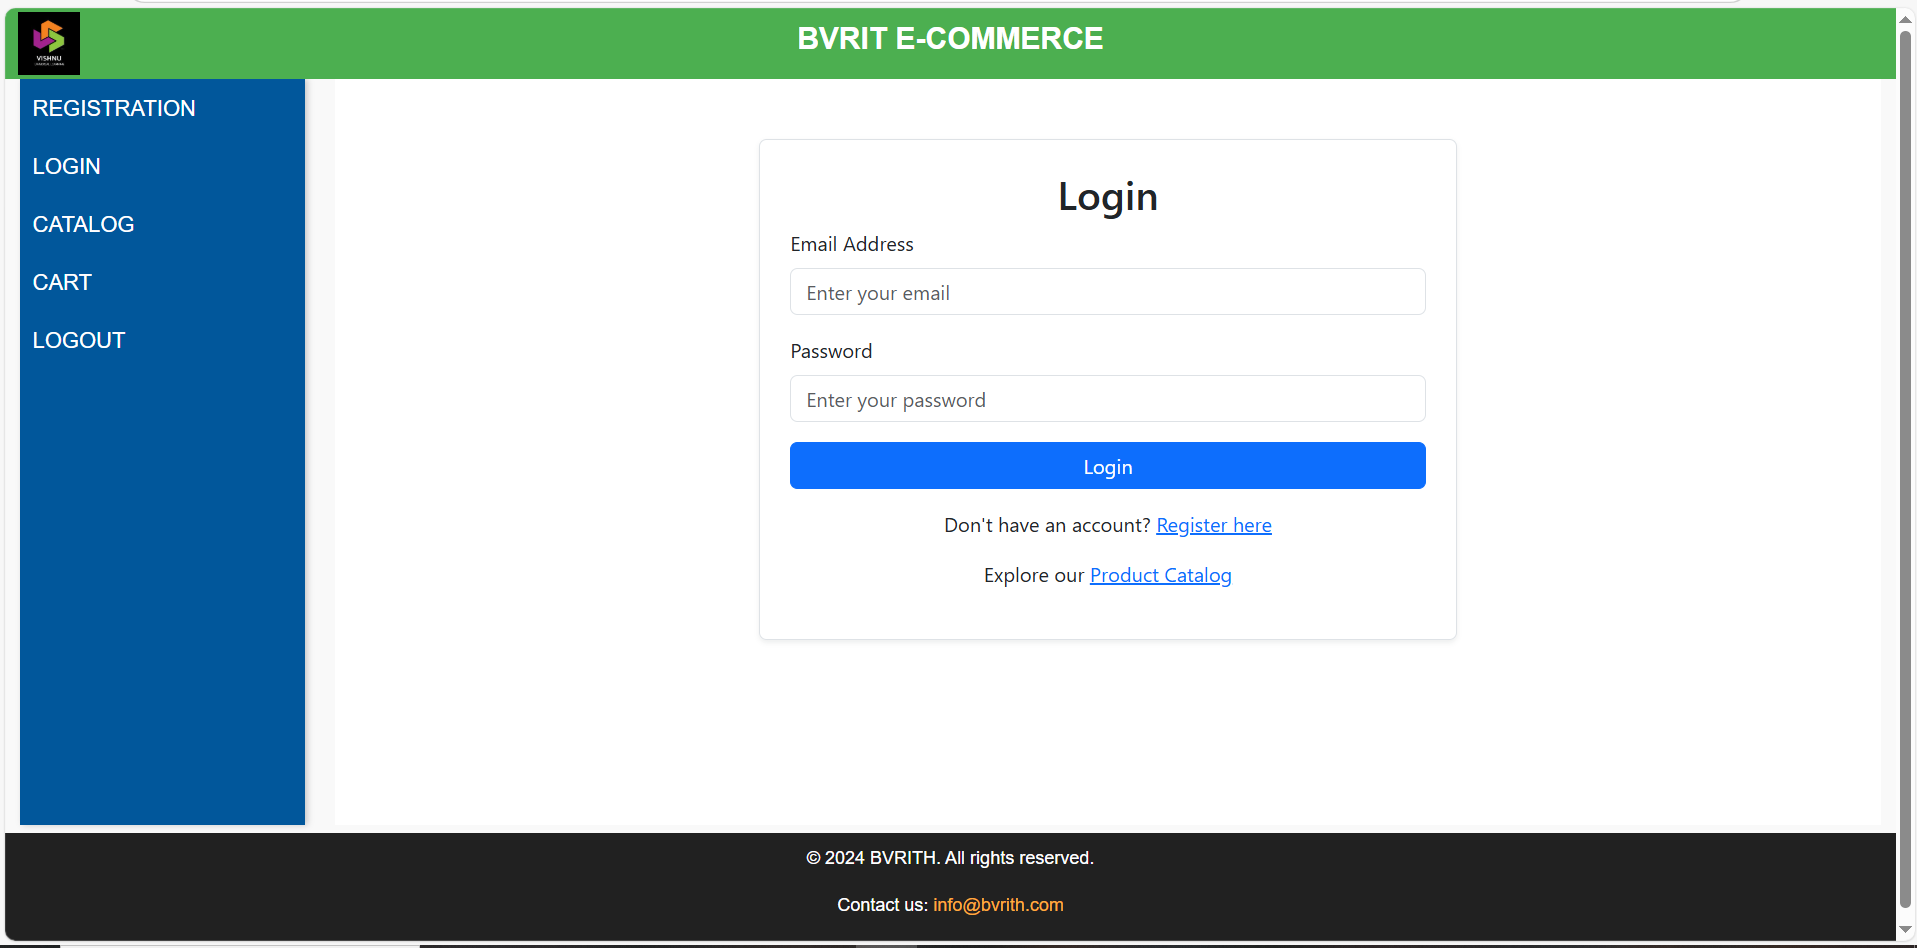 VISHNU
BVRIT E-COMMERCE
REGISTRATION
LOGIN
CATALOG
CART
LOGOUT
Login
Email Address
Enter your email
Password
Enter your password
Login
Don't have an account? Register here
Explore our Product Catalog
© 2024 BVRITH. All rights reserved.
Contact us: info@bvrith.com